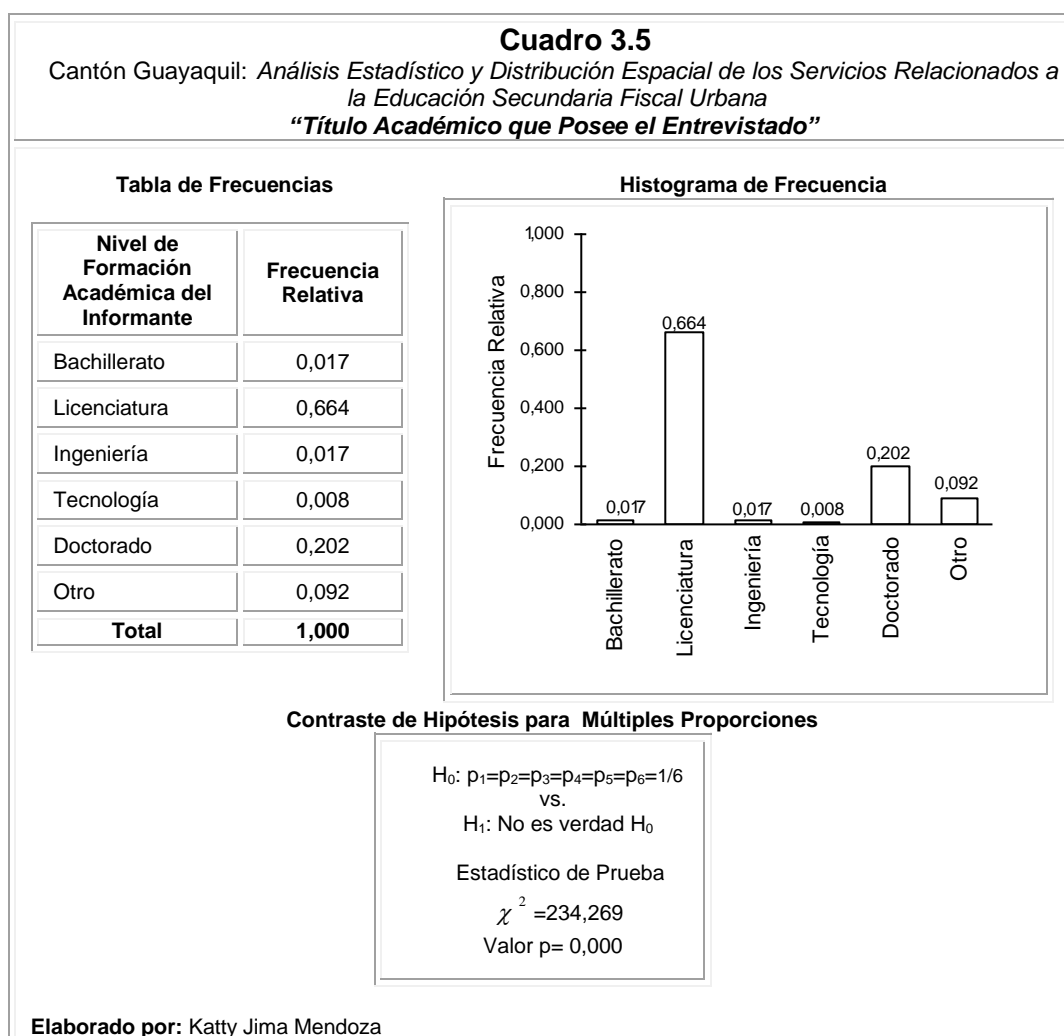 Cuadro 3.5
Cantón Guayaquil: Análisis Estadístico y Distribución Espacial de los Servicios Relacionados a
la Educación Secundaria Fiscal Urbana
“Título Académico que Posee el Entrevistado”
Tabla de Frecuencias
Nivel de
Formación
Académica del
Informante
Frecuencia
Relativa
Bachillerato 0,017
Licenciatura 0,664
Ingeniería 0,017
Tecnología 0,008
Doctorado 0,202
Otro 0,092
Total 1,000
Histograma de Frecuencia
Frecuencia Relativa
1,000
0,800
0,600
0,400
0,200
0,000
0,017
0,664
0,017
0,008
0,202
0,092
Bachillerato
Licenciatura
Ingeniería
Tecnología
Doctorado
Otro
Contraste de Hipótesis para Múltiples Proporciones
H₀: p₁=p₂=p₃=p₄=p₅=p₆=1/6
vs.
H₁: No es verdad H₀
Estadístico de Prueba
χ² =234,269
Valor p= 0,000
Elaborado por: Katty Jima Mendoza